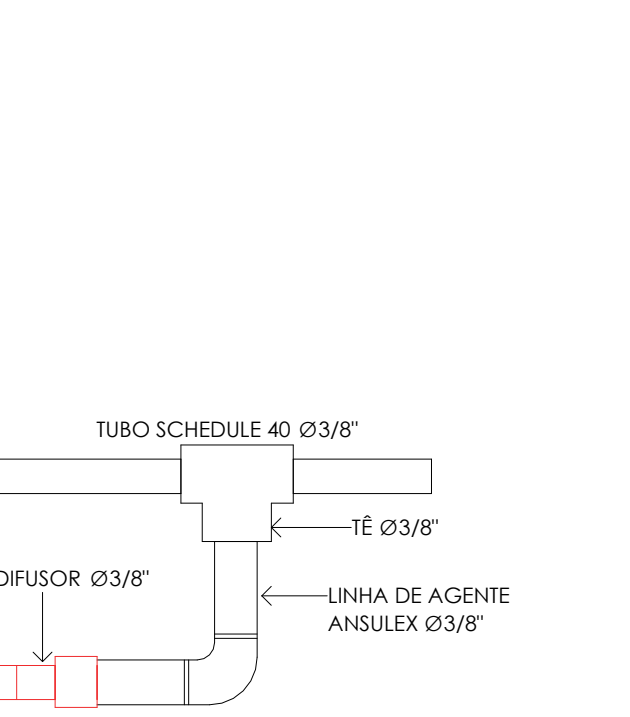 TUBO SCHEDULE 40 Ø3/8"
TÊ Ø3/8"
DIFUSOR Ø3/8"
LINHA DE AGENTE
ANSULEX Ø3/8"